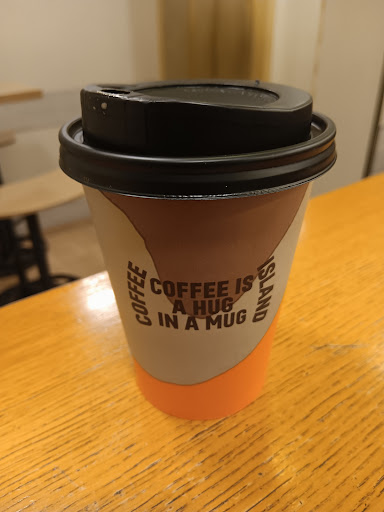 COFFEE
COFFEE IS
A HUG
IN A MUG
ISLAND